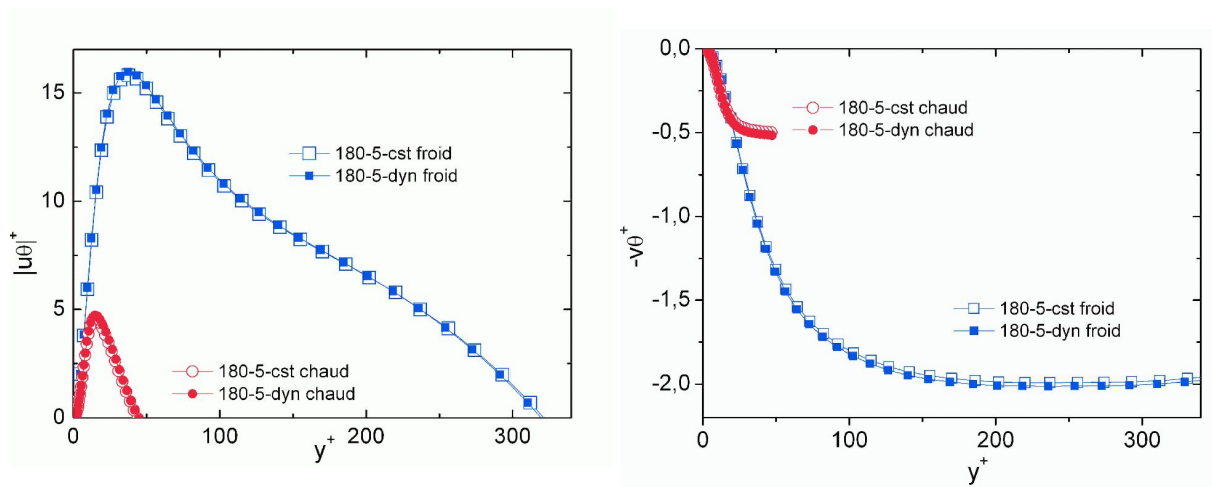 15
10
5
0
|uθ|⁺
180-5-cst froid
180-5-dyn froid
180-5-cst chaud
180-5-dyn chaud
0
100
200
300
y⁺
0,0
-0,5
-1,0
-1,5
-2,0
-vθ⁺
180-5-cst chaud
180-5-dyn chaud
180-5-cst froid
180-5-dyn froid
0
100
200
300
y⁺